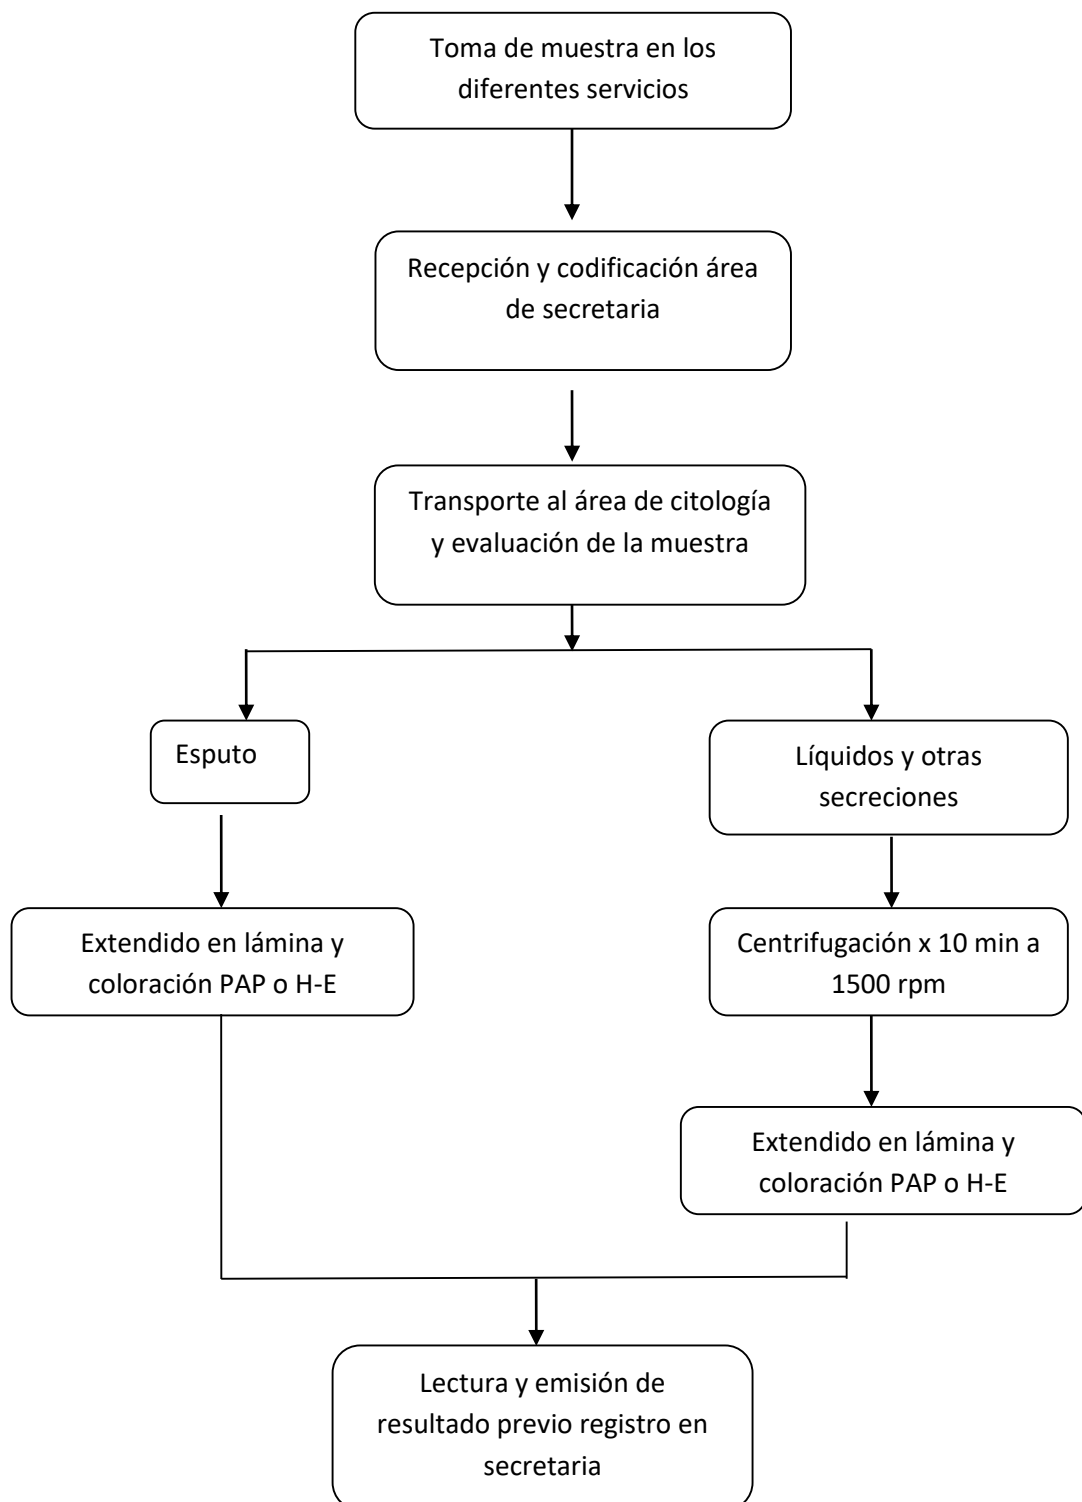 Toma de muestra en los
diferentes servicios
Recepción y codificación área
de secretaria
Transporte al área de citología
y evaluación de la muestra
Esputo
Líquidos y otras
secreciones
Extendido en lámina y
coloración PAP o H-E
Centrifugación x 10 min a
1500 rpm
Extendido en lámina y
coloración PAP o H-E
Lectura y emisión de
resultado previo registro en
secretaria